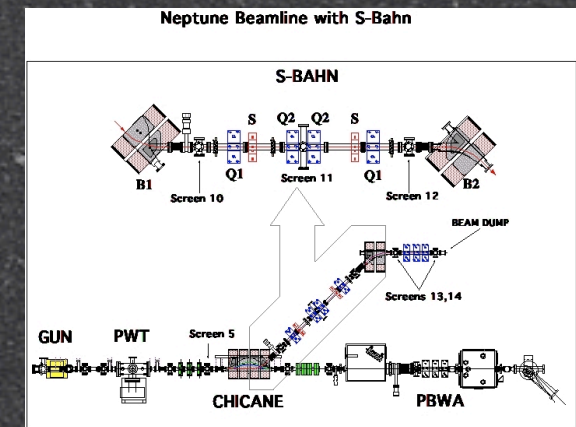 Neptune Beamline with S-Bahn
S-BAHN
S Q2 Q2 S
B1 Q1 Screen 11 Q1 B2
Screen 10 Screen 12
BEAM DUMP
Screens 13,14
GUN PWT Screen 5
CHICANE PBWA